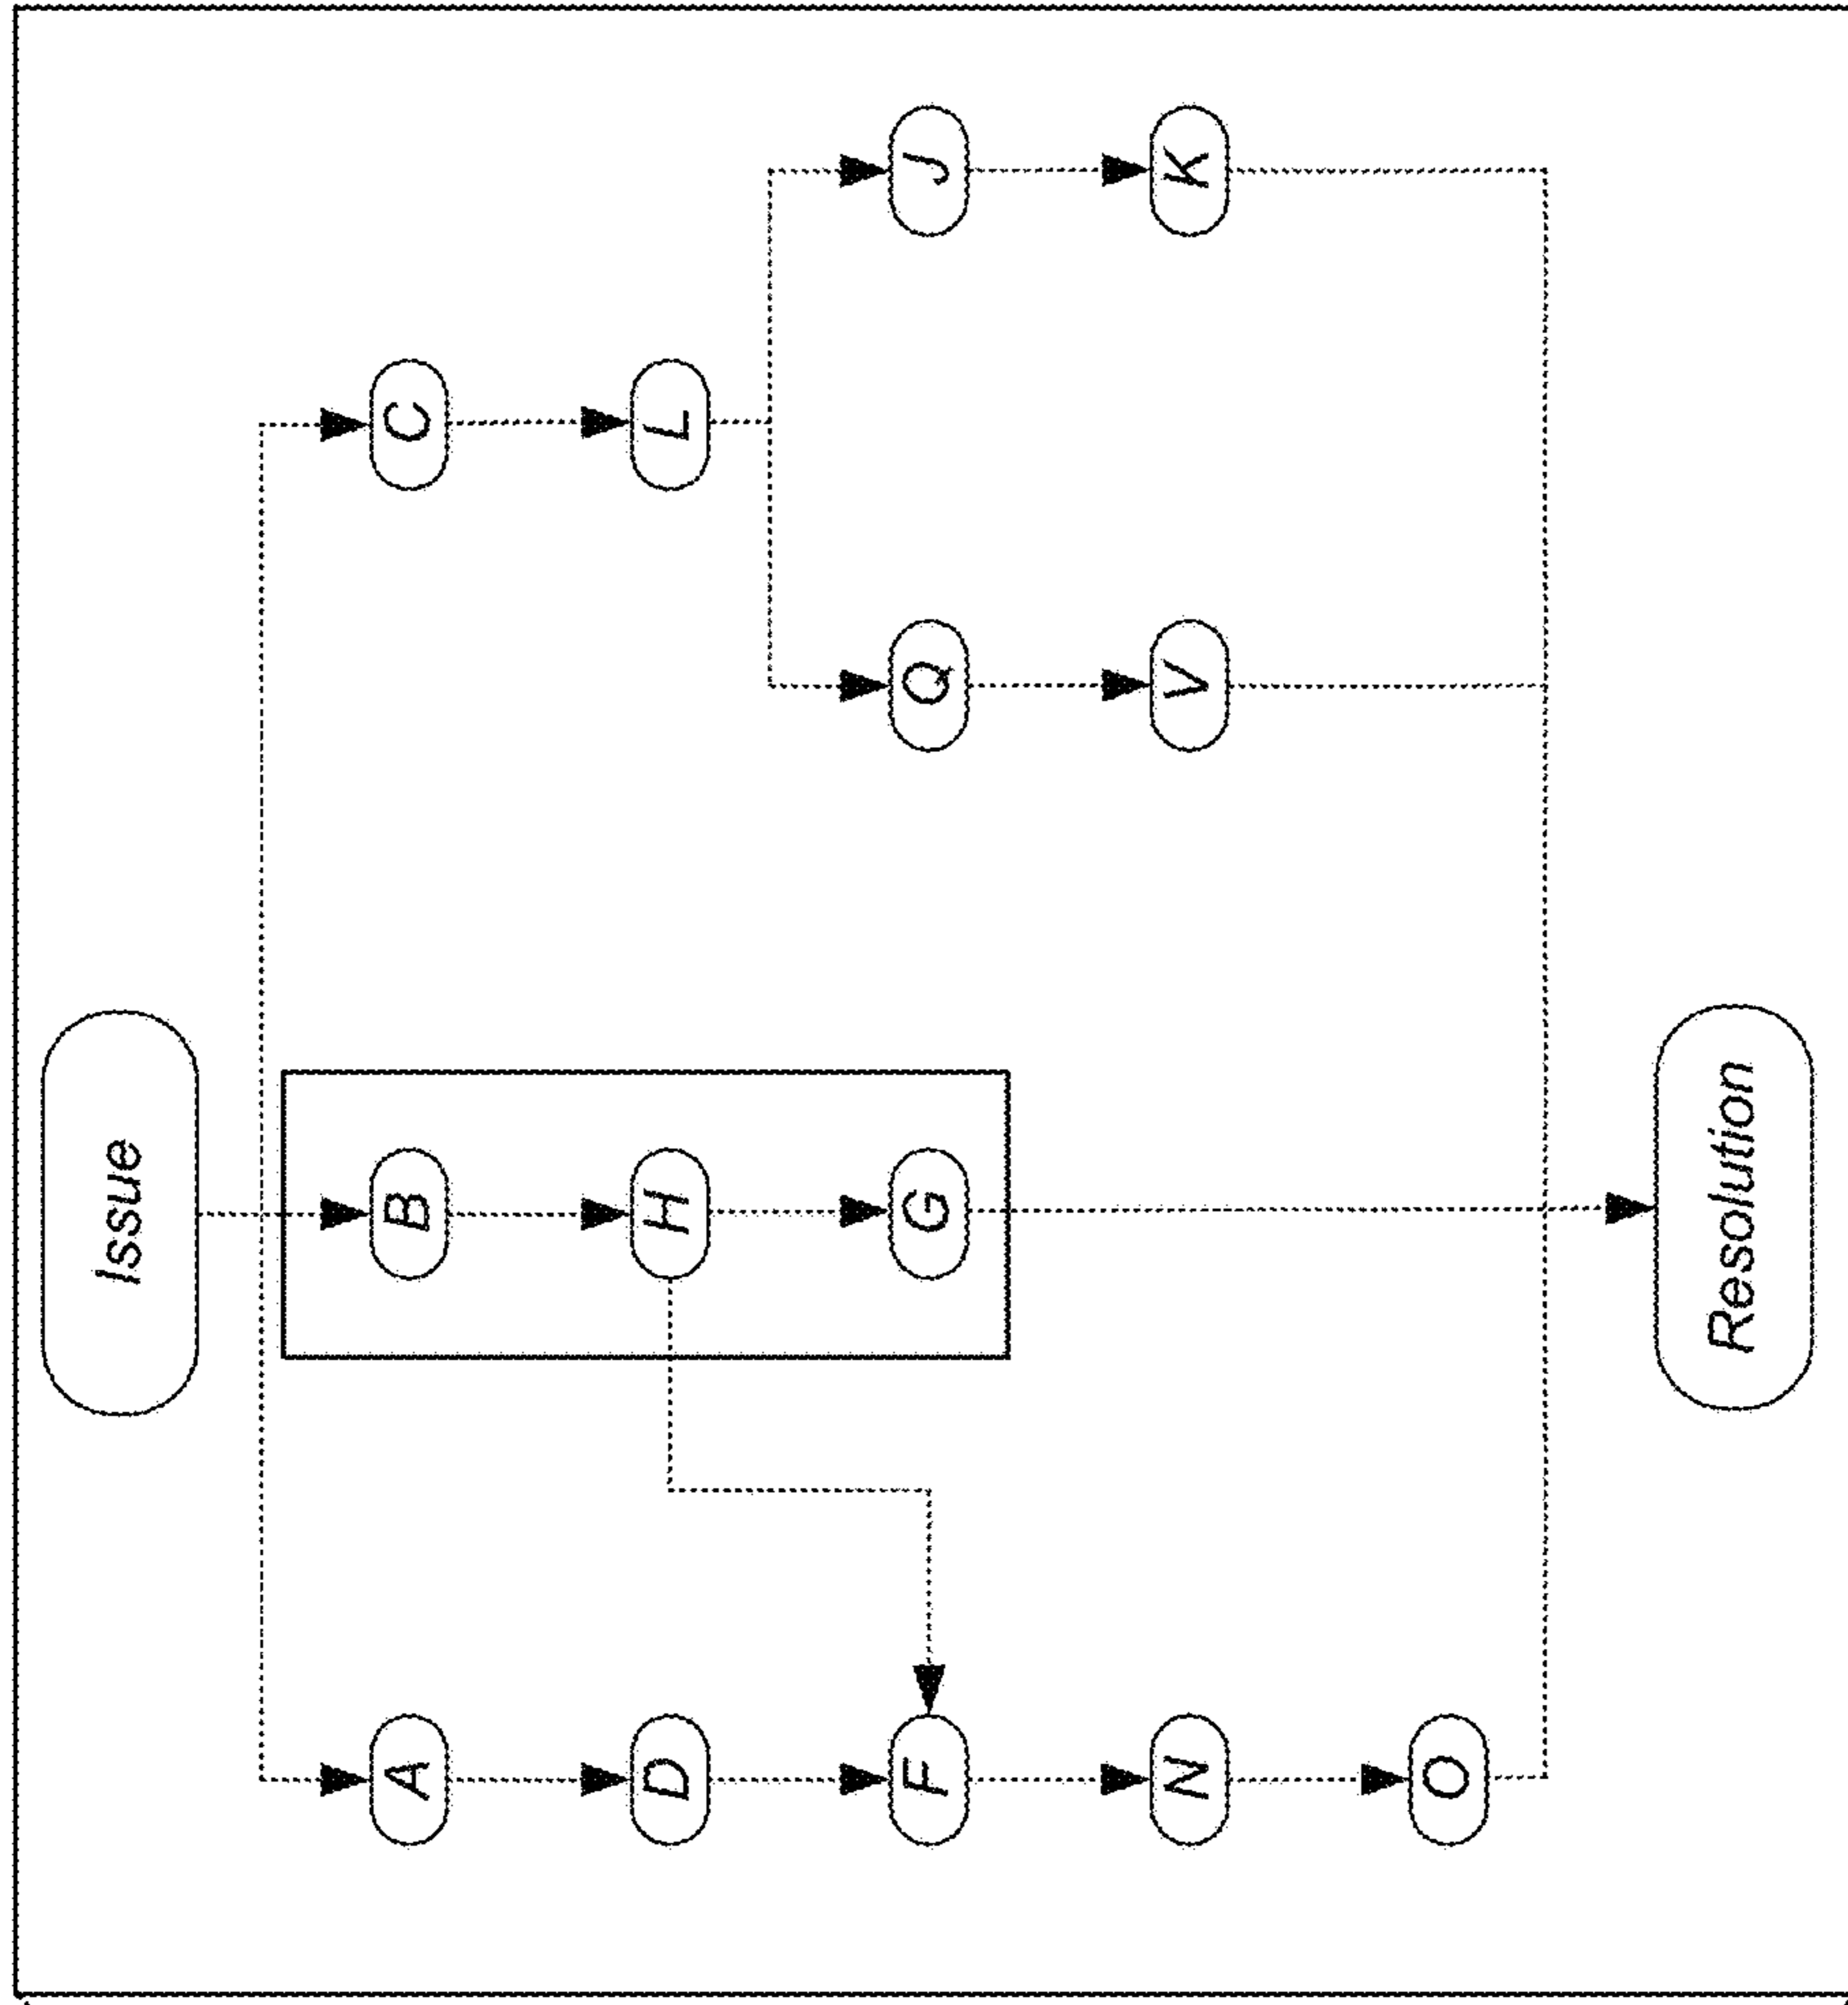 Issue
A B C
D H L
F G Q J
N V K
O
Resolution